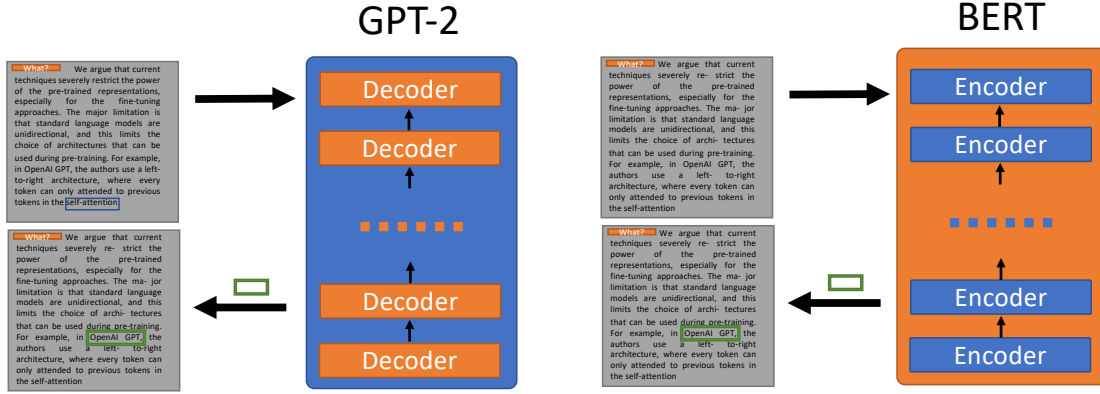 GPT-2
What? We argue that current
techniques severely restrict the power
of the pre-trained representations,
especially for the fine-tuning
approaches. The major limitation is
that standard language models are
unidirectional, and this limits the
choice of architectures that can be
used during pre-training. For example,
in OpenAI GPT, the authors use a left-
to-right architecture, where every
token can only attended to previous
tokens in the self-attention
What? We argue that current
techniques severely re- strict the
power of the pre-trained
representations, especially for the
fine-tuning approaches. The ma- jor
limitation is that standard language
models are unidirectional, and this
limits the choice of archi- tectures
that can be used during pre-training.
For example, in OpenAI GPT, the
authors use a left- to-right
architecture, where every token can
only attended to previous tokens in
the self-attention
Decoder
Decoder
Decoder
Decoder
BERT
What? We argue that current
techniques severely re- strict the
power of the pre-trained
representations, especially for the
fine-tuning approaches. The ma- jor
limitation is that standard language
models are unidirectional, and this
limits the choice of archi- tectures
that can be used during pre-training.
For example, in OpenAI GPT, the
authors use a left- to-right
architecture, where every token can
only attended to previous tokens in
the self-attention
What? We argue that current
techniques severely re- strict the
power of the pre-trained
representations, especially for the
fine-tuning approaches. The ma- jor
limitation is that standard language
models are unidirectional, and this
limits the choice of archi- tectures
that can be used during pre-training.
For example, in OpenAI GPT, the
authors use a left- to-right
architecture, where every token can
only attended to previous tokens in
the self-attention
Encoder
Encoder
Encoder
Encoder